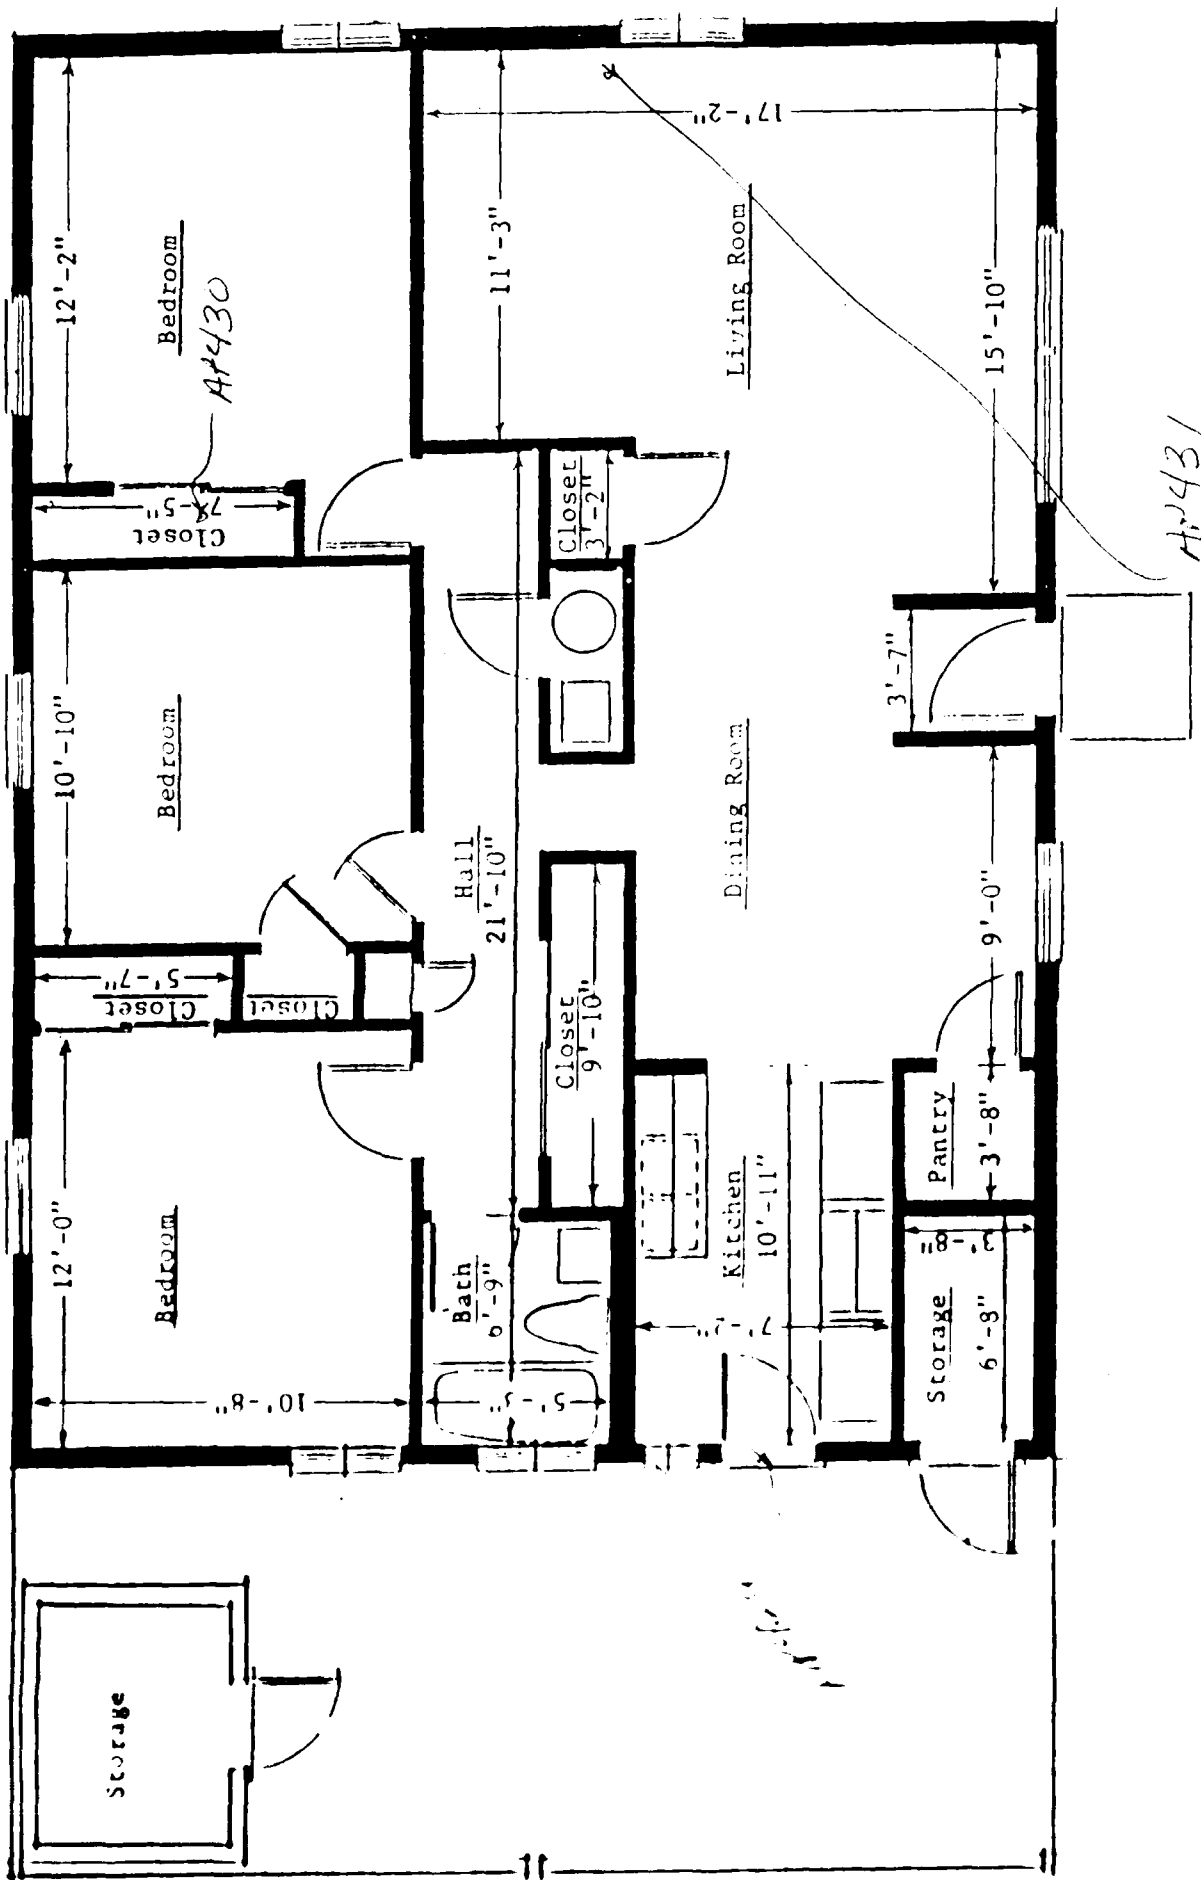 Bedroom
12'-2"
AP430
Closet
7'-5"
Bedroom
10'-10"
Closet
5'-7"
Closet
Bedroom
12'-0"
10'-8"
Hall
21'-10"
Closet
3'-2"
Closet
9'-10"
Bath
6'-9"
5'-3"
Living Room
11'-3"
17'-2"
15'-10"
3'-7"
Dining Room
9'-0"
Kitchen
10'-11"
7'-2"
Pantry
3'-8"
Storage
6'-8"
3'-8"
Storage